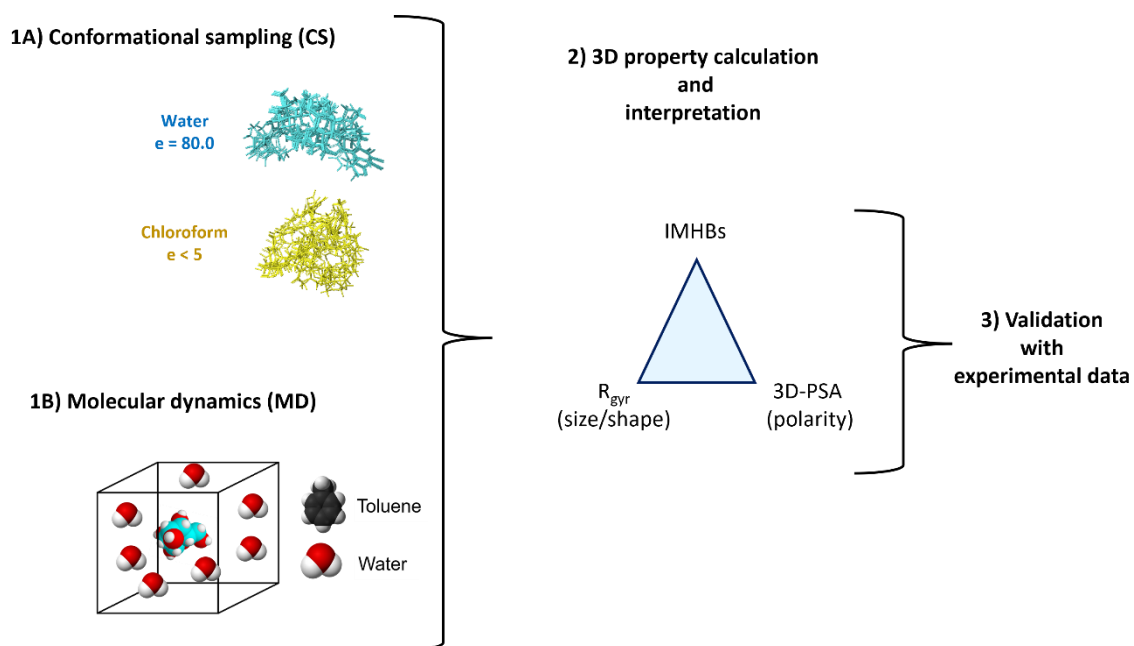 1A) Conformational sampling (CS)
Water
e = 80.0
Chloroform
e < 5
1B) Molecular dynamics (MD)
Toluene
Water
2) 3D property calculation
and
interpretation
IMHBs
Rgyr
(size/shape)
3D-PSA
(polarity)
3) Validation
with
experimental data